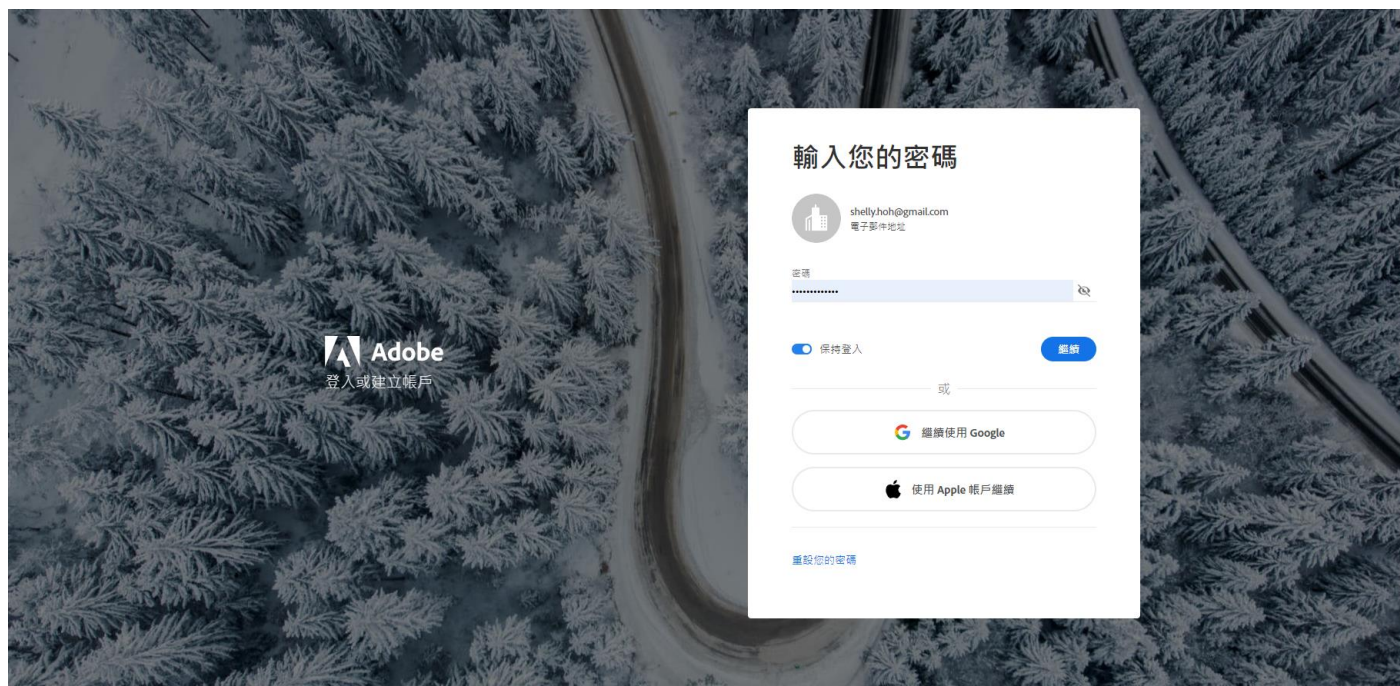 Adobe
登入或建立帳戶
輸入您的密碼
shelly.hoh@gmail.com
電子郵件地址
密碼
•••••••••••••
保持登入
繼續
或
繼續使用 Google
使用 Apple 帳戶繼續
重設您的密碼